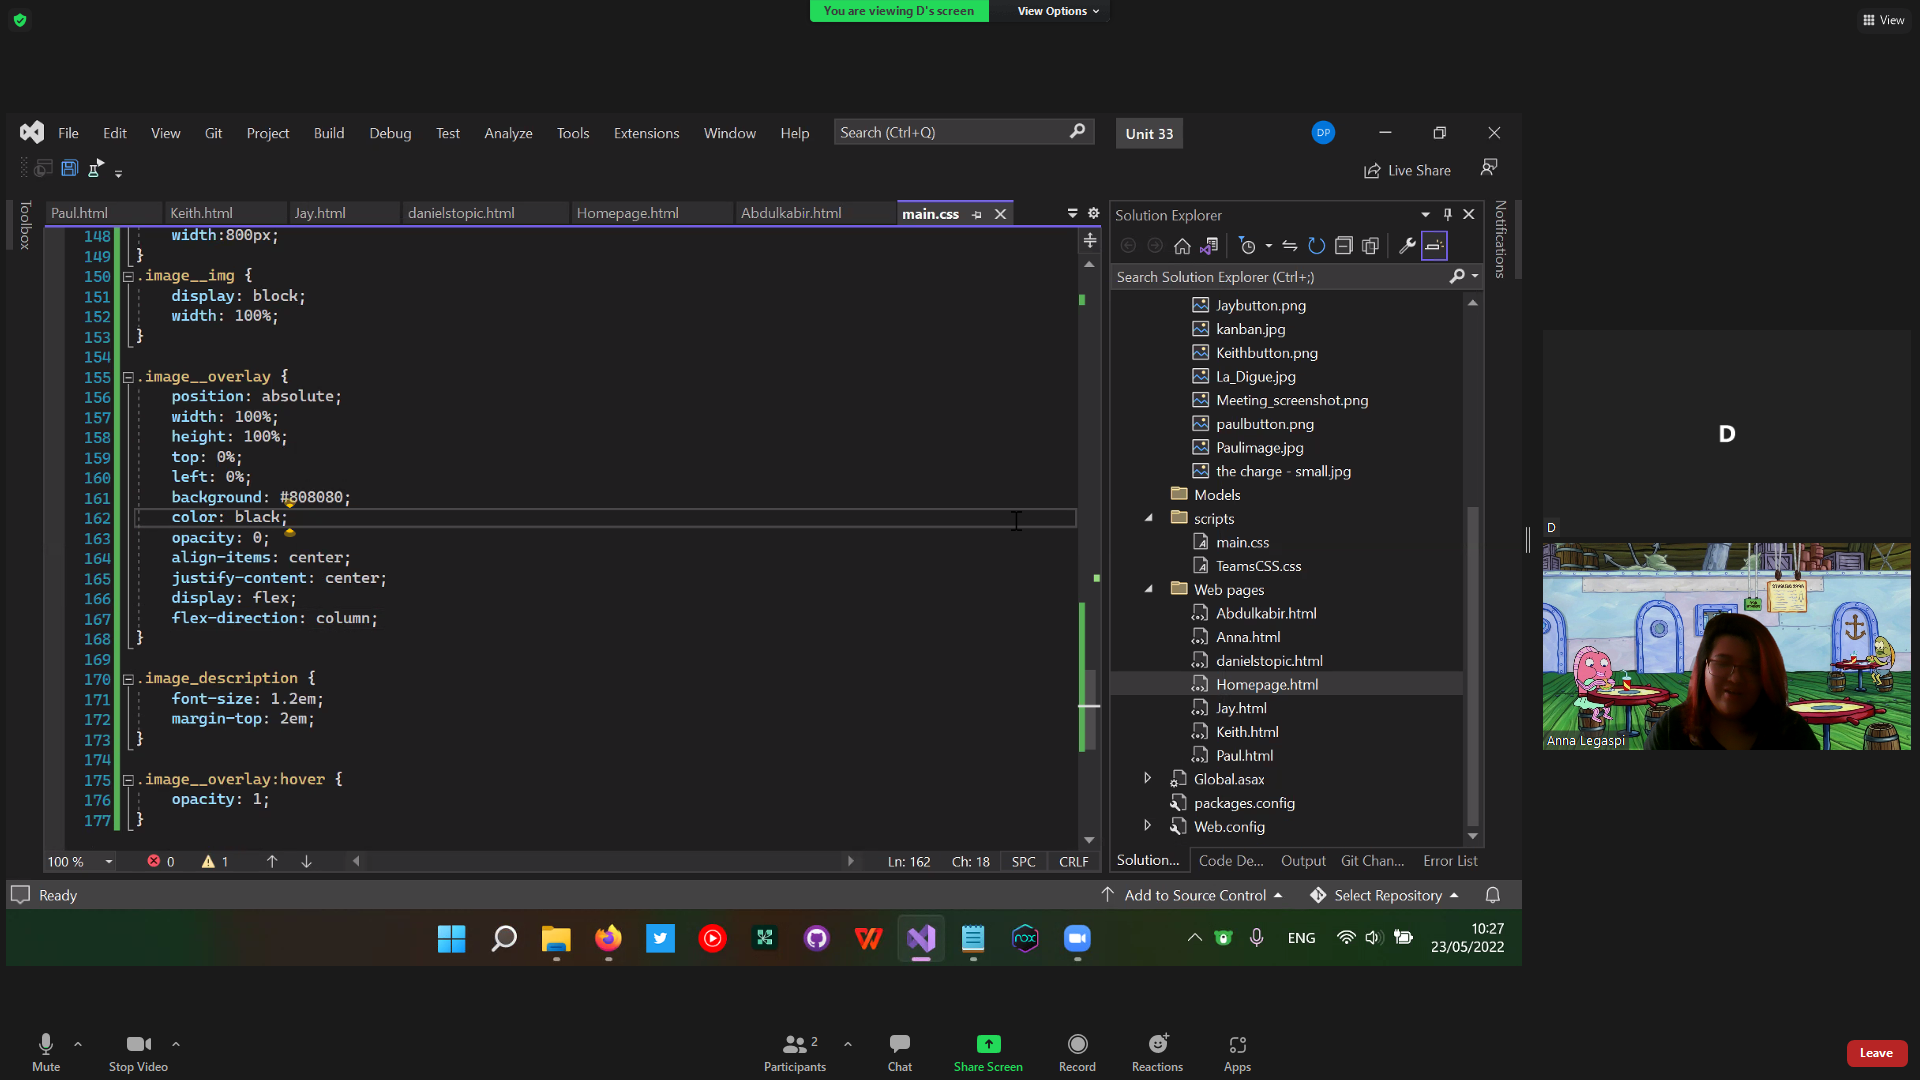 You are viewing D's screen
View Options
View
File Edit View Git Project Build Debug Test Analyze Tools Extensions Window Help
Search (Ctrl+Q)
Unit 33
DP
Live Share
Toolbox
Paul.html
Keith.html
Jay.html
danielstopic.html
Homepage.html
Abdulkabir.html
main.css
148 width:800px;
149 }
150 .image__img {
151 display: block;
152 width: 100%;
153 }
154
155 .image__overlay {
156 position: absolute;
157 width: 100%;
158 height: 100%;
159 top: 0%;
160 left: 0%;
161 background: #808080;
162 color: black;
163 opacity: 0;
164 align-items: center;
165 justify-content: center;
166 display: flex;
167 flex-direction: column;
168 }
169
170 .image_description {
171 font-size: 1.2em;
172 margin-top: 2em;
173 }
174
175 .image__overlay:hover {
176 opacity: 1;
177 }
100 %
0
1
Ln: 162
Ch: 18
SPC
CRLF
Solution Explorer
Search Solution Explorer (Ctrl+;)
Jaybutton.png
kanban.jpg
Keithbutton.png
La_Digue.jpg
Meeting_screenshot.png
paulbutton.png
Paulimage.jpg
the charge - small.jpg
Models
scripts
main.css
TeamsCSS.css
Web pages
Abdulkabir.html
Anna.html
danielstopic.html
Homepage.html
Jay.html
Keith.html
Paul.html
Global.asax
packages.config
Web.config
Solution...
Code De...
Output
Git Chan...
Error List
Notifications
Ready
Add to Source Control
Select Repository
nox
ENG
10:27
23/05/2022
D
D
Anna Legaspi
Mute
Stop Video
Participants
2
Chat
Share Screen
Record
Reactions
Apps
Leave